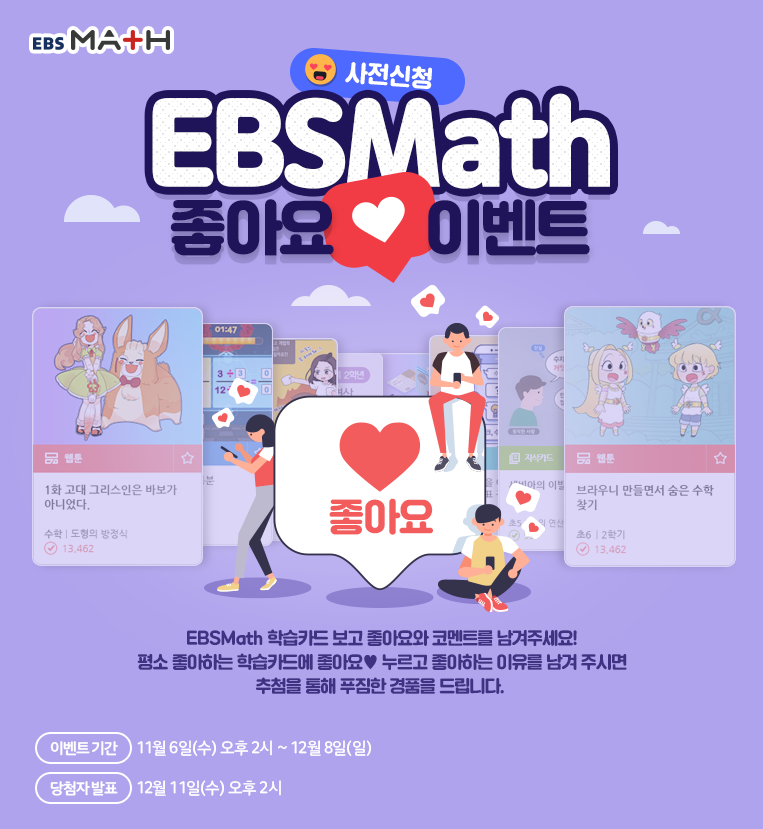 EBS MATH
사전신청
EBSMath
좋아요 이벤트
01:47
웹툰
1화 고대 그리스인은 바보가
아니었다.
수학 | 도형의 방정식
13,462
좋아요
지식카드
웹툰
브라우니 만들면서 숨은 수학
찾기
초6 | 2학기
13,462
EBSMath 학습카드 보고 좋아요와 코멘트를 남겨주세요!
평소 좋아하는 학습카드에 좋아요♥ 누르고 좋아하는 이유를 남겨 주시면
추첨을 통해 푸짐한 경품을 드립니다.
이벤트 기간 11월 6일(수) 오후 2시 ~ 12월 8일(일)
당첨자 발표 12월 11일(수) 오후 2시